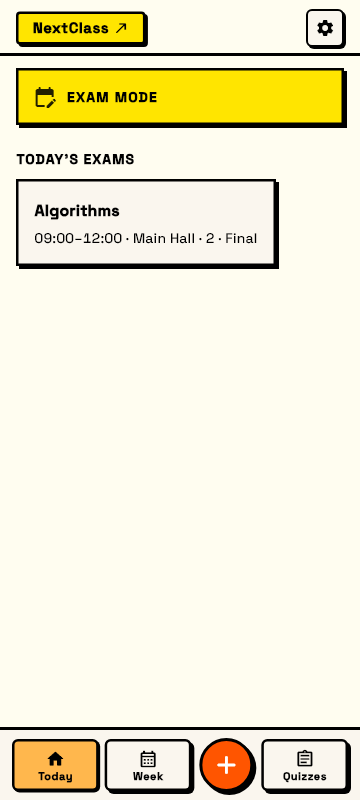 NextClass ↗
EXAM MODE
TODAY'S EXAMS
Algorithms
09:00–12:00 · Main Hall · 2 · Final
Today
Week
Quizzes